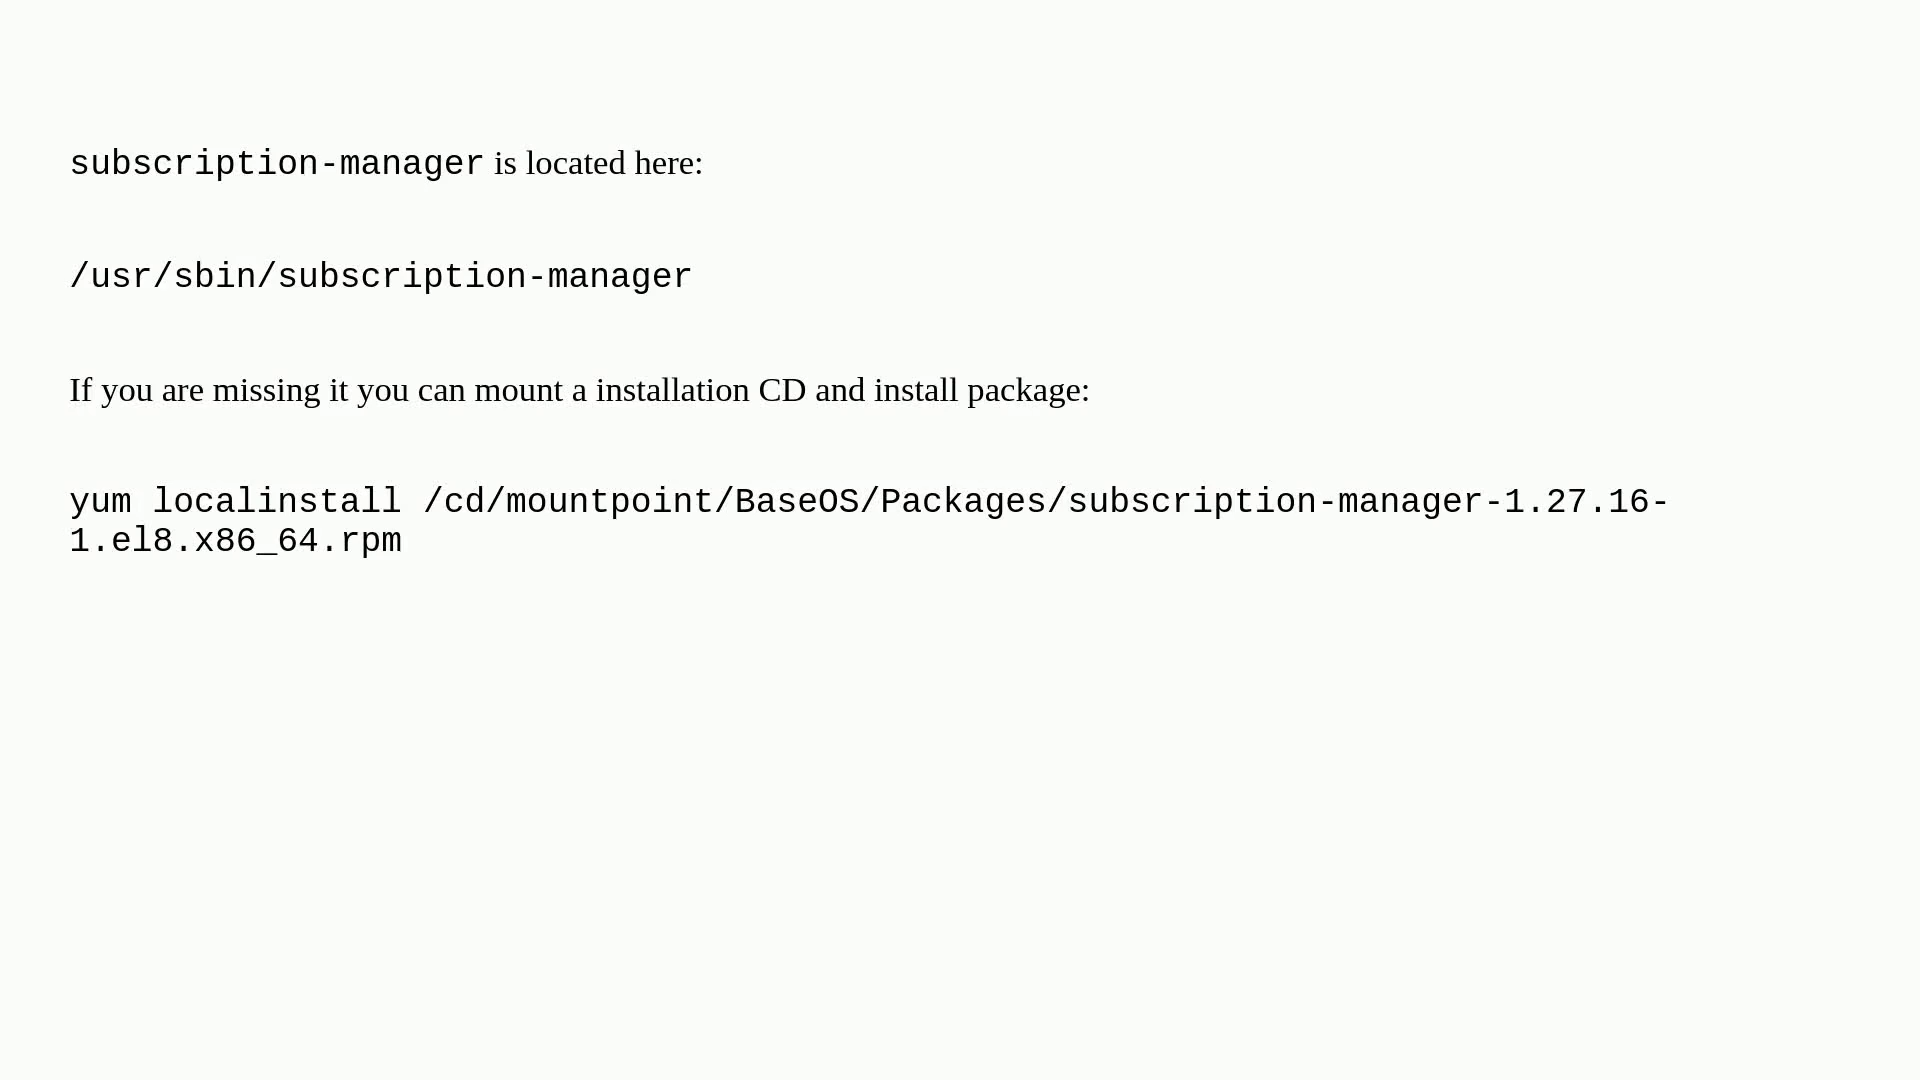 subscription-manager is located here:
/usr/sbin/subscription-manager
If you are missing it you can mount a installation CD and install package:
yum localinstall /cd/mountpoint/BaseOS/Packages/subscription-manager-1.27.16-
1.el8.x86_64.rpm